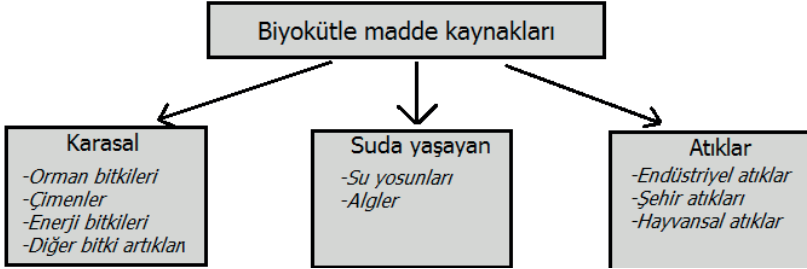 Biyokütle madde kaynakları
Karasal
-Orman bitkileri
-Çimenler
-Enerji bitkileri
-Diğer bitki artıkları
Suda yaşayan
-Su yosunları
-Algler
Atıklar
-Endüstriyel atıklar
-Şehir atıkları
-Hayvansal atıklar